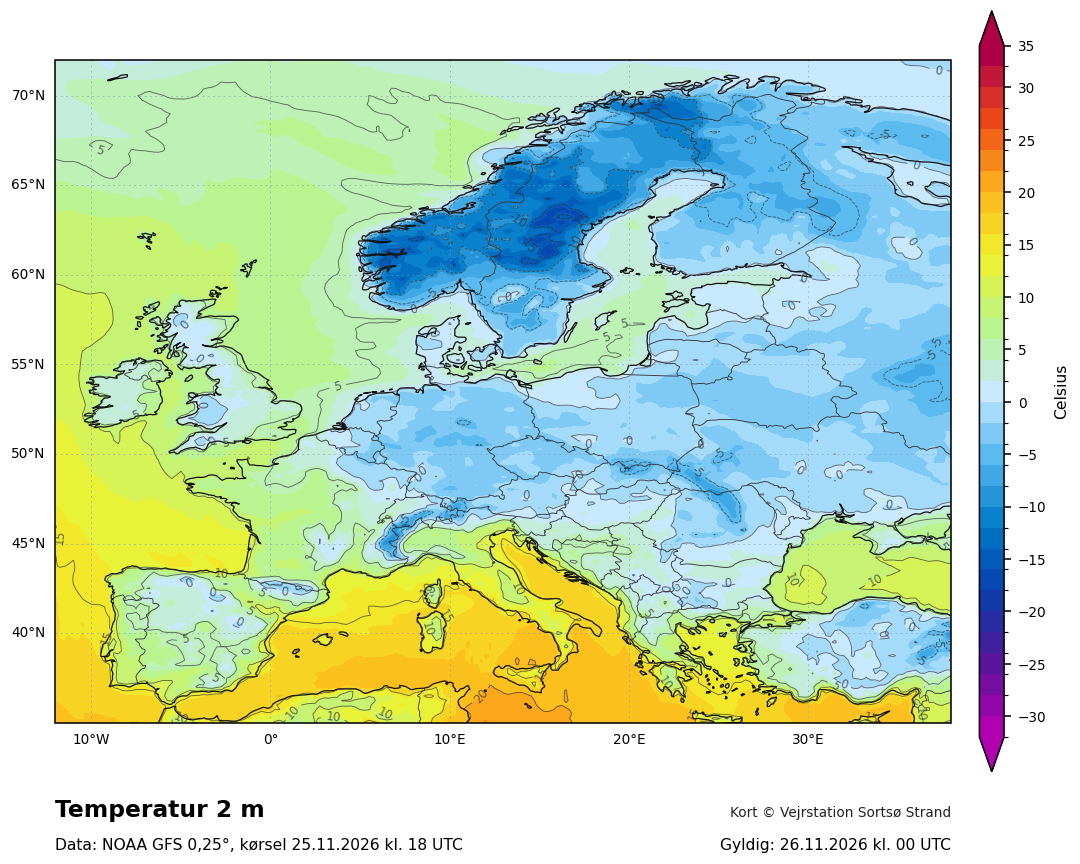 35
30
25
20
15
10
5
0
−5
−10
−15
−20
−25
−30
Celsius
70°N
65°N
60°N
55°N
50°N
45°N
40°N
10°W
0°
10°E
20°E
30°E
Temperatur 2 m
Kort © Vejrstation Sortsø Strand
Data: NOAA GFS 0,25°, kørsel 25.11.2026 kl. 18 UTC
Gyldig: 26.11.2026 kl. 00 UTC